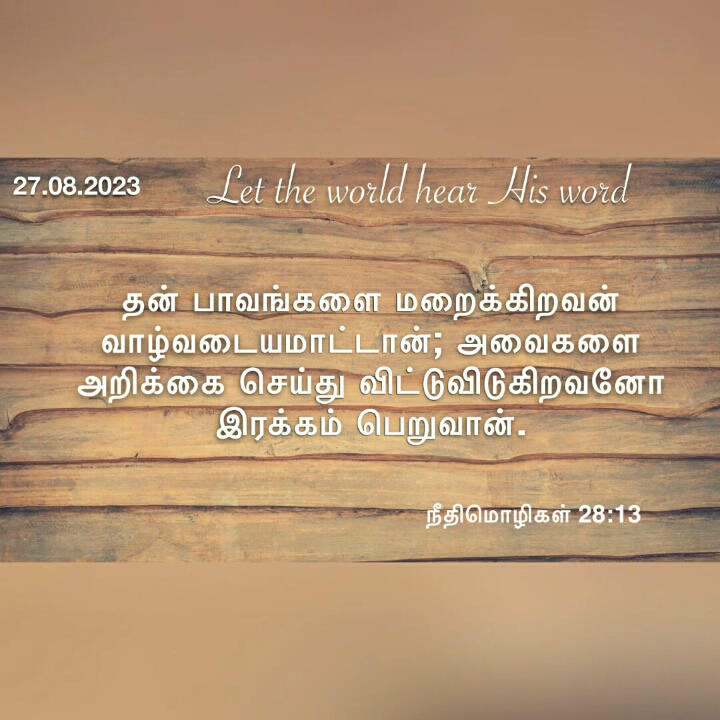 27.08.2023 Let the world hear His word
தன் பாவங்களை மறைக்கிறவன்
வாழ்வடையமாட்டான்; அவைகளை
அறிக்கை செய்து விட்டுவிடுகிறவனோ
இரக்கம் பெறுவான்.
நீதிமொழிகள் 28:13